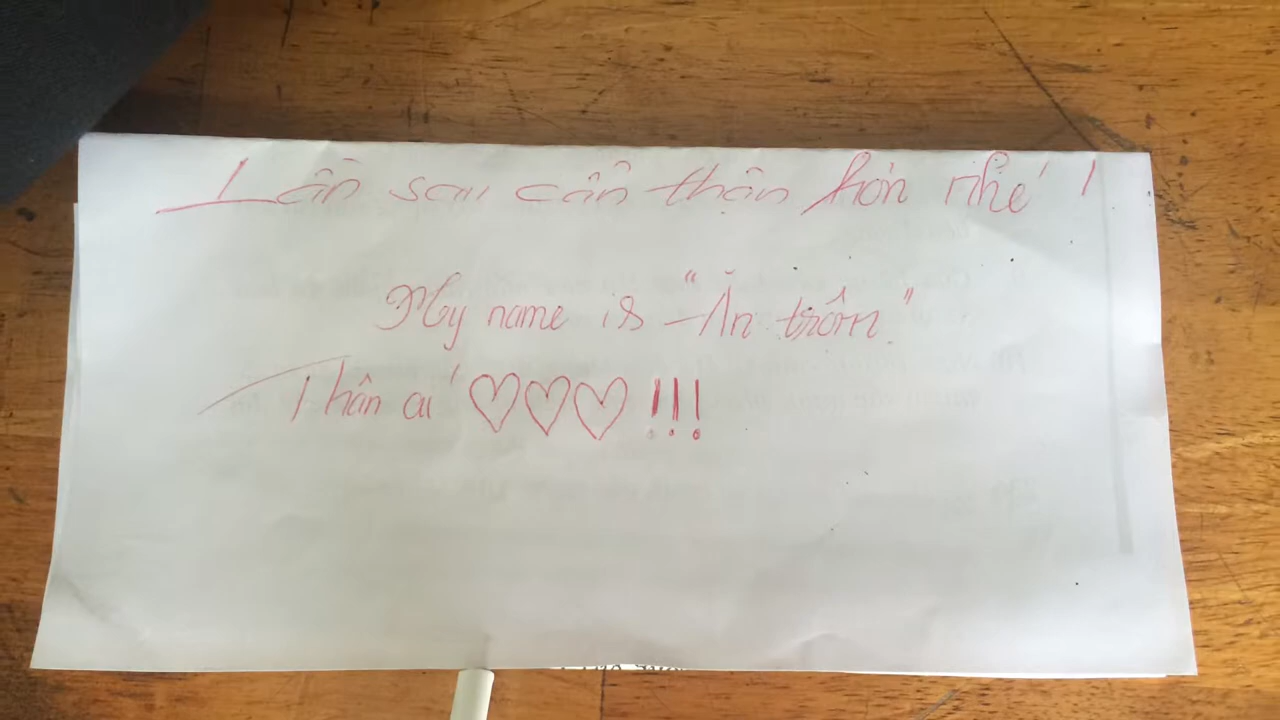 Lần sau cẩn thận hơn nhé !
My name is "Ăn trộm"
Thân ái ♡♡♡ !!!